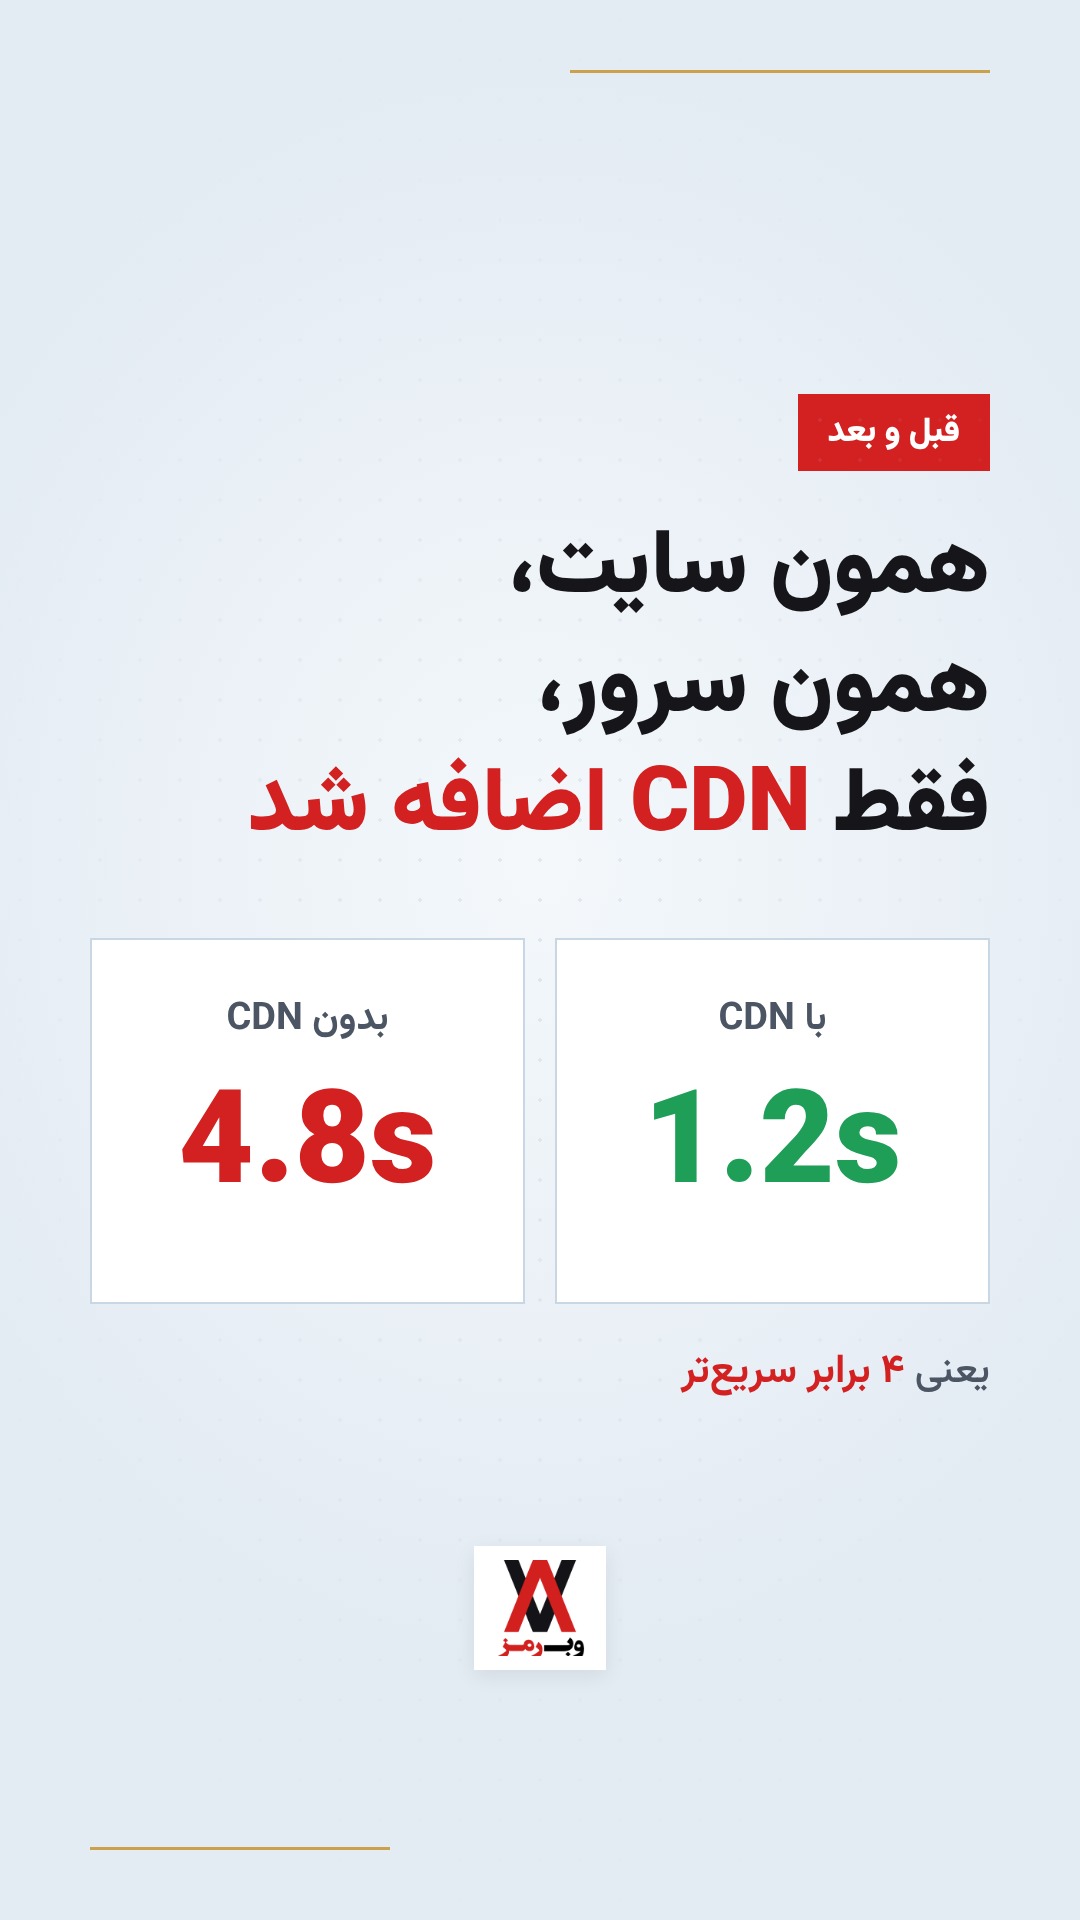 قبل و بعد
همون سایت،
همون سرور،
فقط CDN اضافه شد
با CDN
1.2s
بدون CDN
4.8s
یعنی ۴ برابر سریع‌تر
وب‌رمز